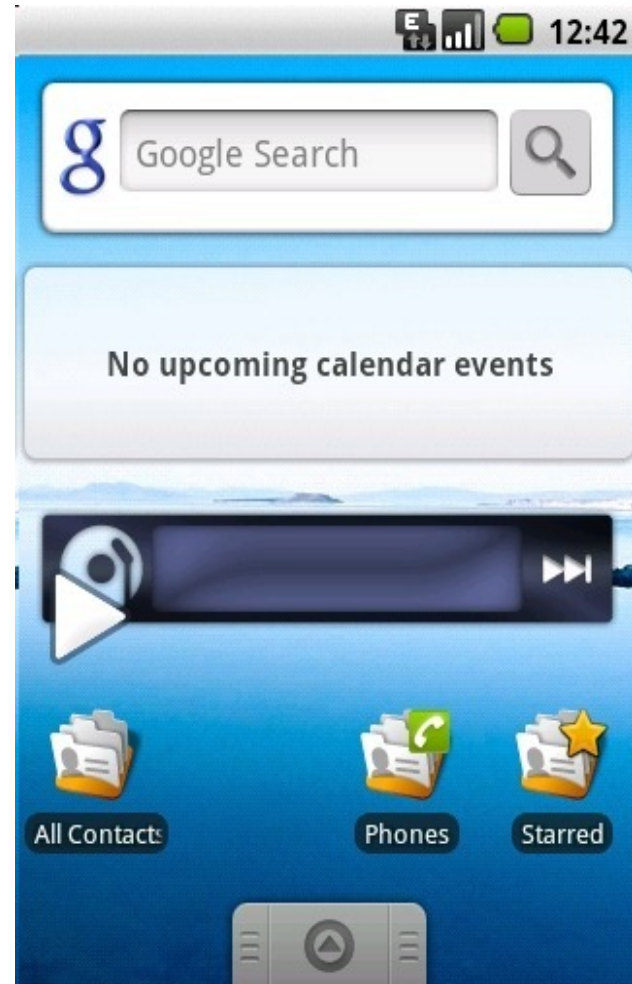 E
12:42
g
Google Search
No upcoming calendar events
All Contacts
Phones
Starred